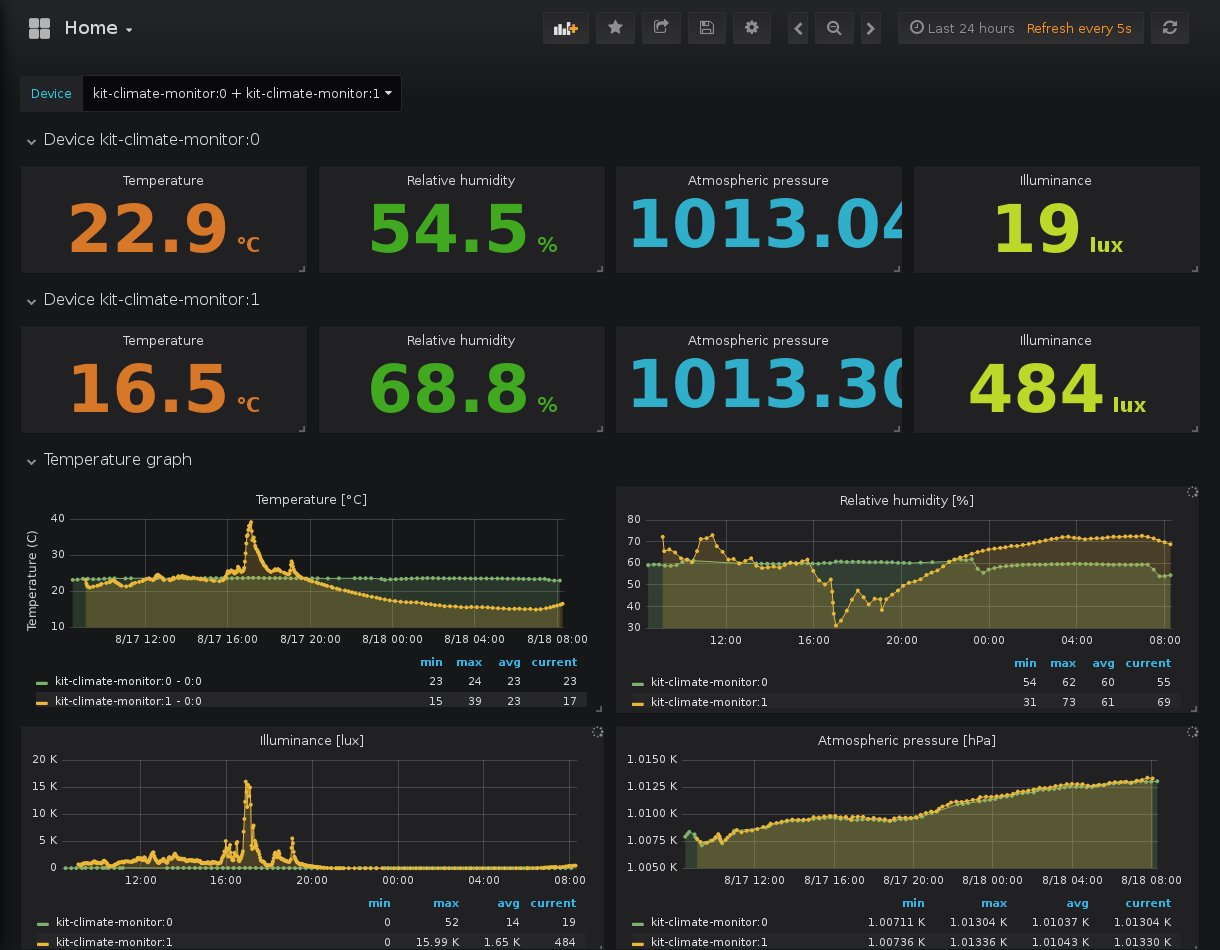 Home
Last 24 hours Refresh every 5s
Device kit-climate-monitor:0 + kit-climate-monitor:1
Device kit-climate-monitor:0
Temperature Relative humidity Atmospheric pressure Illuminance
22.9 °C 54.5 % 1013.04 19 lux
Device kit-climate-monitor:1
Temperature Relative humidity Atmospheric pressure Illuminance
16.5 °C 68.8 % 1013.30 484 lux
Temperature graph
Temperature [°C]
Temperature (C)
40
30
20
10
8/17 12:00 8/17 16:00 8/17 20:00 8/18 00:00 8/18 04:00 8/18 08:00
min max avg current
kit-climate-monitor:0 - 0:0 23 24 23 23
kit-climate-monitor:1 - 0:0 15 39 23 17
Relative humidity [%]
80
70
60
50
40
30
12:00 16:00 20:00 00:00 04:00 08:00
min max avg current
kit-climate-monitor:0 54 62 60 55
kit-climate-monitor:1 31 73 61 69
Illuminance [lux]
20 K
15 K
10 K
5 K
0
12:00 16:00 20:00 00:00 04:00 08:00
min max avg current
kit-climate-monitor:0 0 52 14 19
kit-climate-monitor:1 0 15.99 K 1.65 K 484
Atmospheric pressure [hPa]
1.0150 K
1.0125 K
1.0100 K
1.0075 K
1.0050 K
8/17 12:00 8/17 16:00 8/17 20:00 8/18 00:00 8/18 04:00 8/18 08:00
min max avg current
kit-climate-monitor:0 1.00711 K 1.01304 K 1.01037 K 1.01304 K
kit-climate-monitor:1 1.00736 K 1.01336 K 1.01043 K 1.01330 K